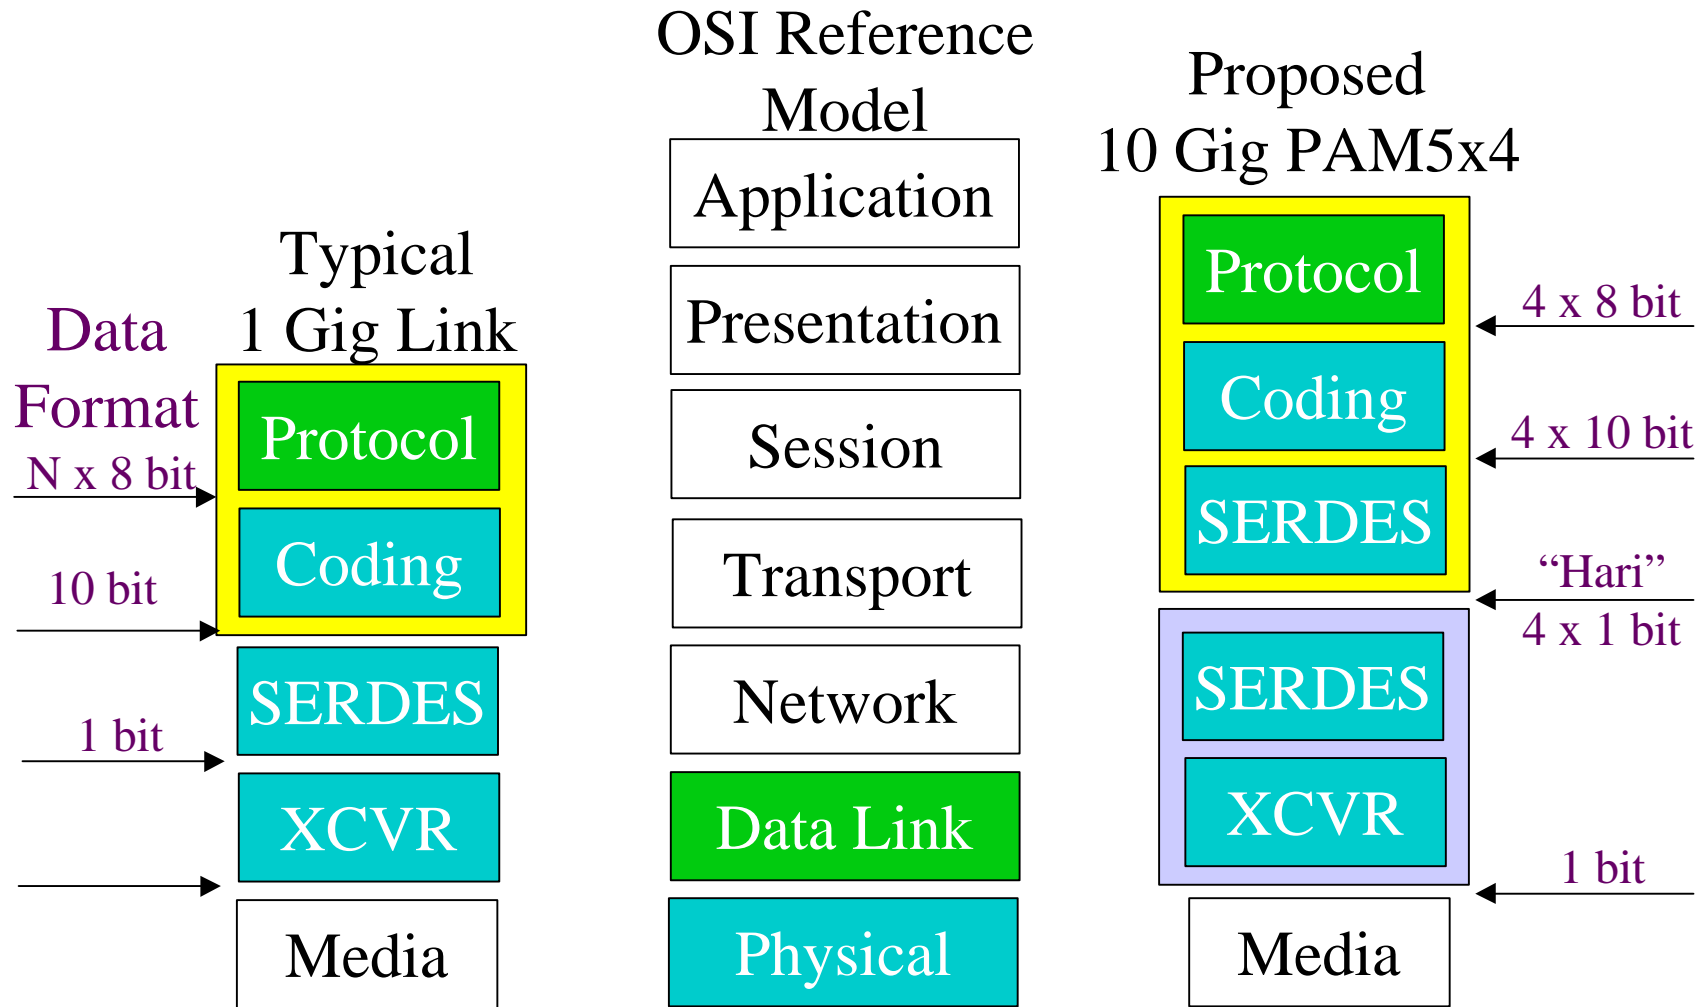 OSI Reference
Model
Application
Presentation
Session
Transport
Network
Data Link
Physical
Typical
1 Gig Link
Data
Format
Protocol
N x 8 bit
Coding
10 bit
SERDES
1 bit
XCVR
Media
Proposed
10 Gig PAM5x4
Protocol
4 x 8 bit
Coding
4 x 10 bit
SERDES
“Hari”
4 x 1 bit
SERDES
XCVR
1 bit
Media